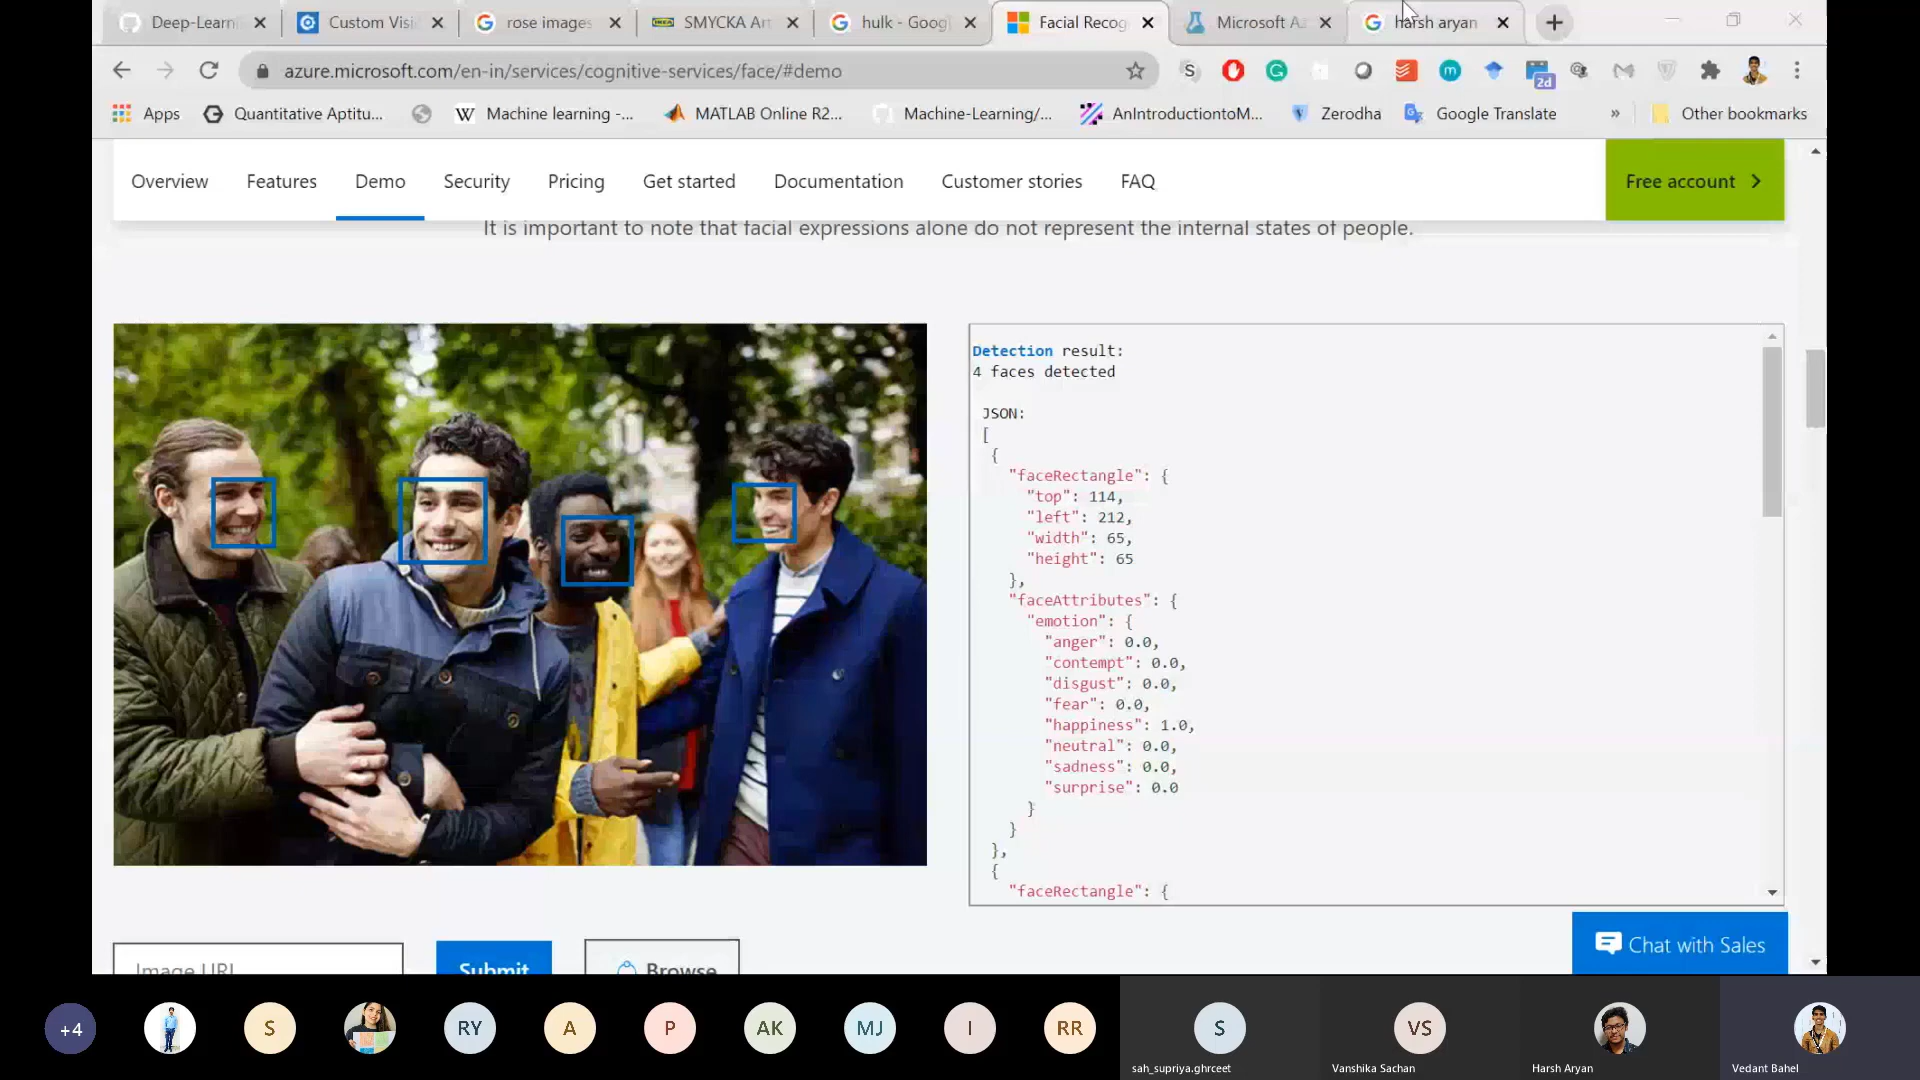 Deep-Learni
Custom Visi
rose images
SMYCKA Art
hulk - Goog
Facial Recog
Microsoft Az
harsh aryan
azure.microsoft.com/en-in/services/cognitive-services/face/#demo
2d
Apps
Quantitative Aptitu...
Machine learning -...
MATLAB Online R2...
Machine-Learning/...
AnIntroductiontoM...
Zerodha
Google Translate
»
Other bookmarks
Overview
Features
Demo
Security
Pricing
Get started
Documentation
Customer stories
FAQ
Free account
It is important to note that facial expressions alone do not represent the internal states of people.
Detection result:
4 faces detected
JSON:
[
{
"faceRectangle": {
"top": 114,
"left": 212,
"width": 65,
"height": 65
},
"faceAttributes": {
"emotion": {
"anger": 0.0,
"contempt": 0.0,
"disgust": 0.0,
"fear": 0.0,
"happiness": 1.0,
"neutral": 0.0,
"sadness": 0.0,
"surprise": 0.0
}
}
},
{
"faceRectangle": {
Image URL
Submit
Browse
Chat with Sales
+4
S
RY
A
P
AK
MJ
I
RR
S
VS
sah_supriya.ghrceet
Vanshika Sachan
Harsh Aryan
Vedant Bahel